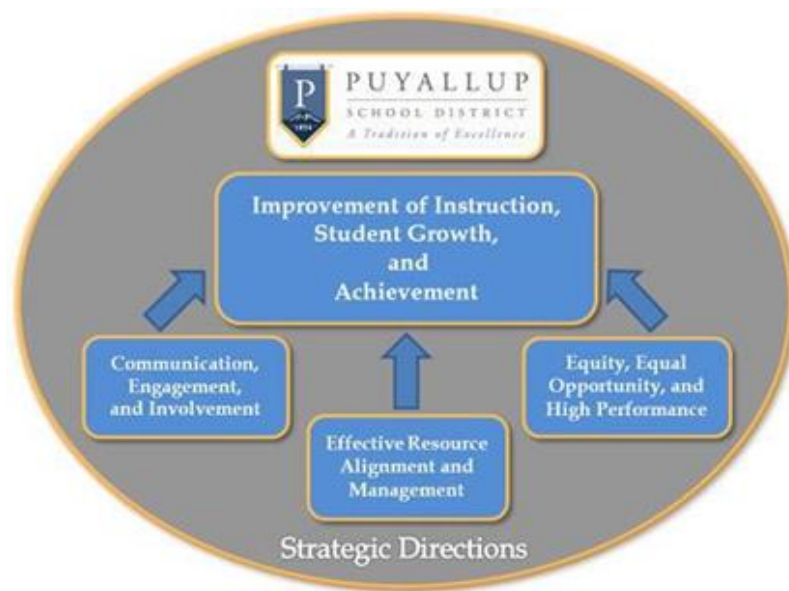 P
PUYALLUP
SCHOOL DISTRICT
A Tradition of Excellence
Improvement of Instruction,
Student Growth,
and
Achievement
Communication,
Engagement,
and Involvement
Effective Resource
Alignment and
Management
Equity, Equal
Opportunity, and
High Performance
Strategic Directions